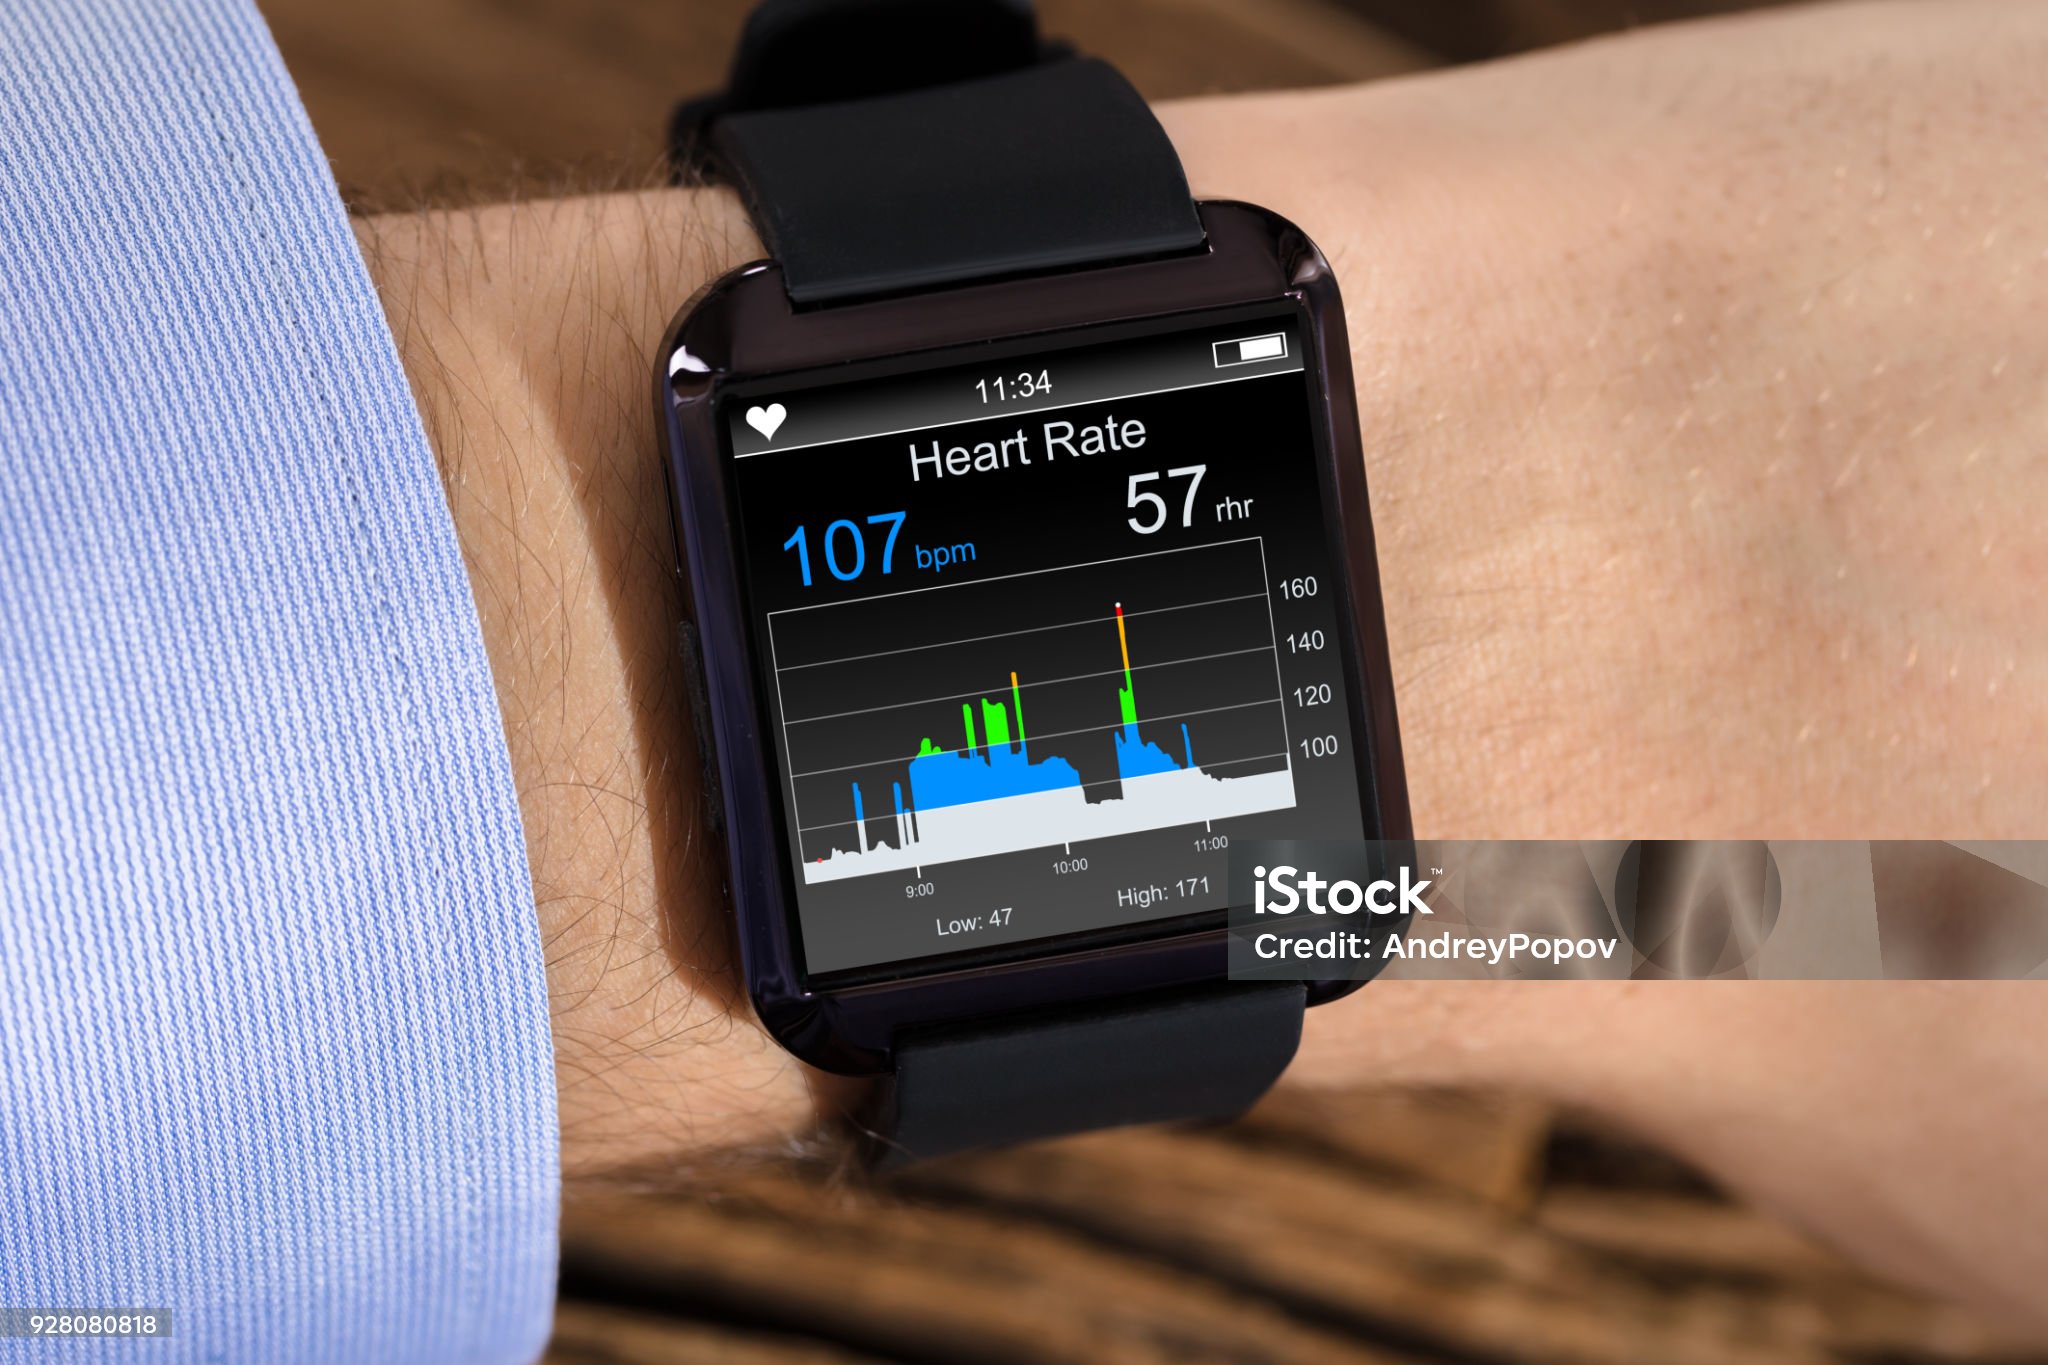 11:34
Heart Rate
107 bpm
57 rhr
160
140
120
100
9:00
10:00
11:00
Low: 47
High: 171
iStock™
Credit: AndreyPopov
928080818